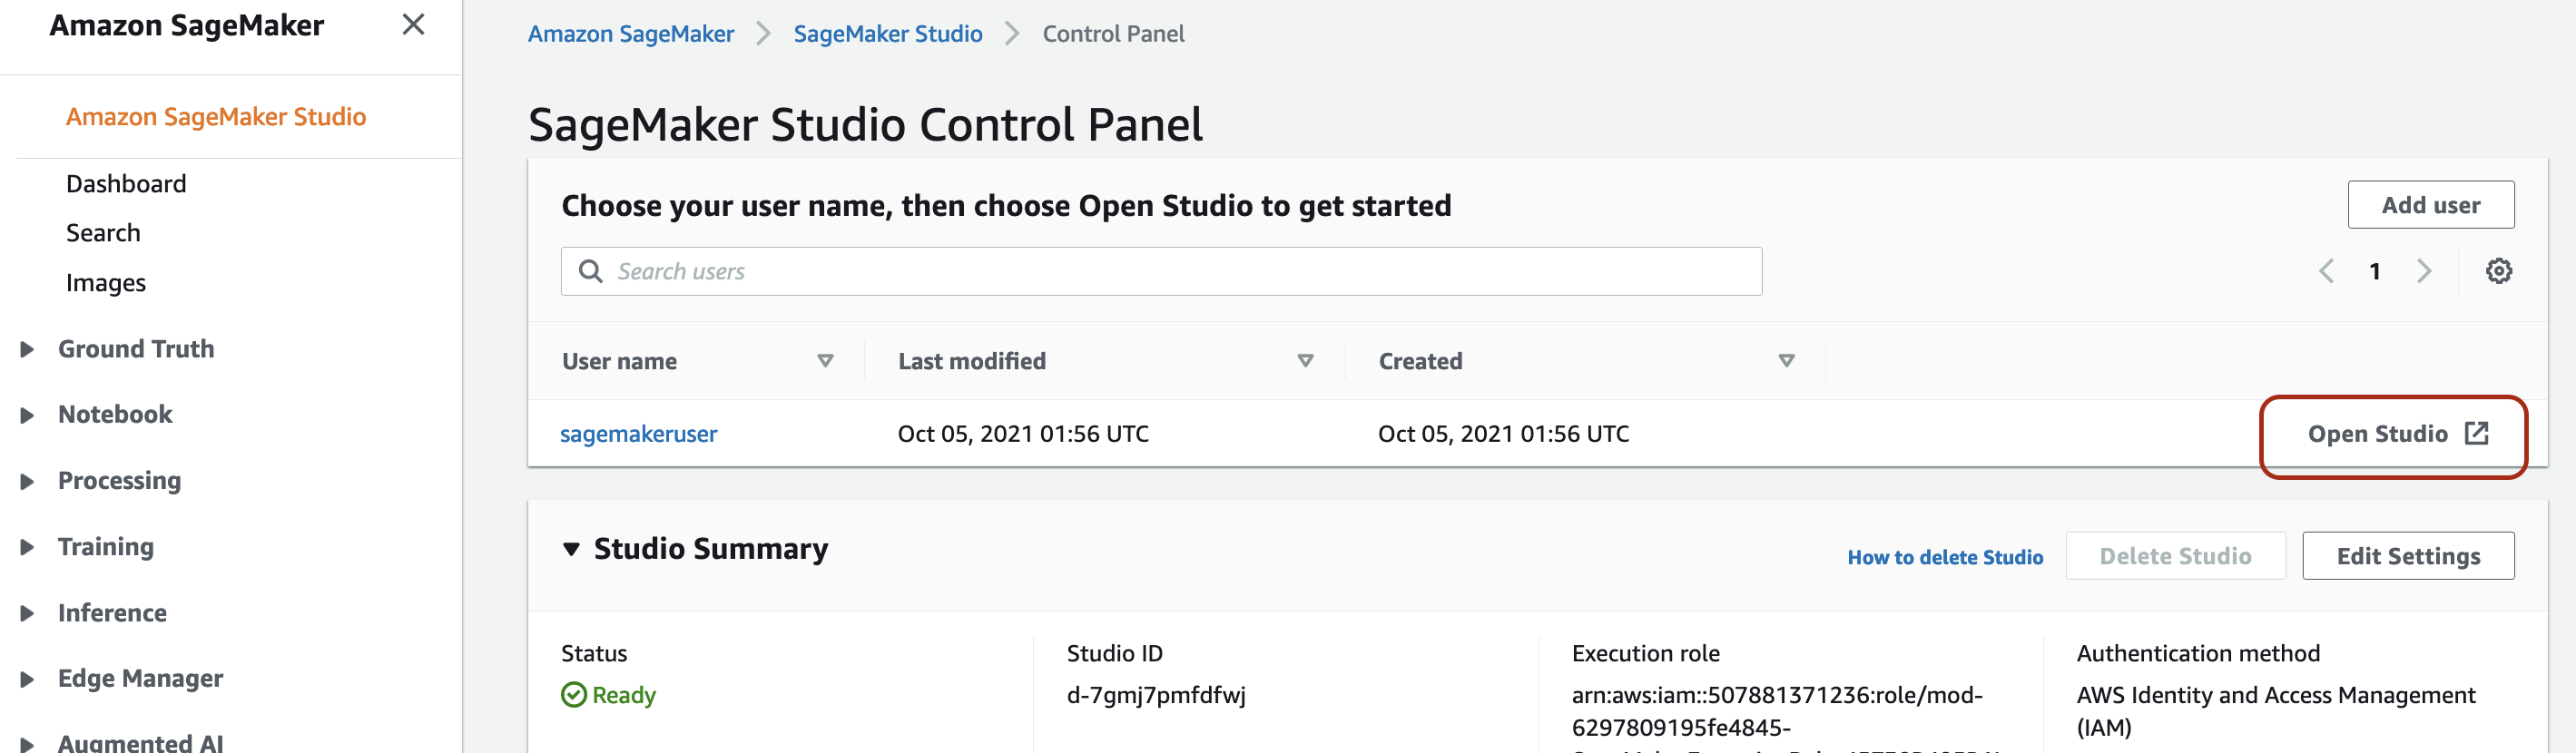 Amazon SageMaker
Amazon SageMaker Studio
Dashboard
Search
Images
Ground Truth
Notebook
Processing
Training
Inference
Edge Manager
Augmented AI
Amazon SageMaker > SageMaker Studio > Control Panel
SageMaker Studio Control Panel
Choose your user name, then choose Open Studio to get started
Add user
Search users
1
User name Last modified Created
sagemakeruser Oct 05, 2021 01:56 UTC Oct 05, 2021 01:56 UTC Open Studio
Studio Summary
How to delete Studio Delete Studio Edit Settings
Status
Ready
Studio ID
d-7gmj7pmfdfwj
Execution role
arn:aws:iam::507881371236:role/mod-
6297809195fe4845-
Authentication method
AWS Identity and Access Management
(IAM)